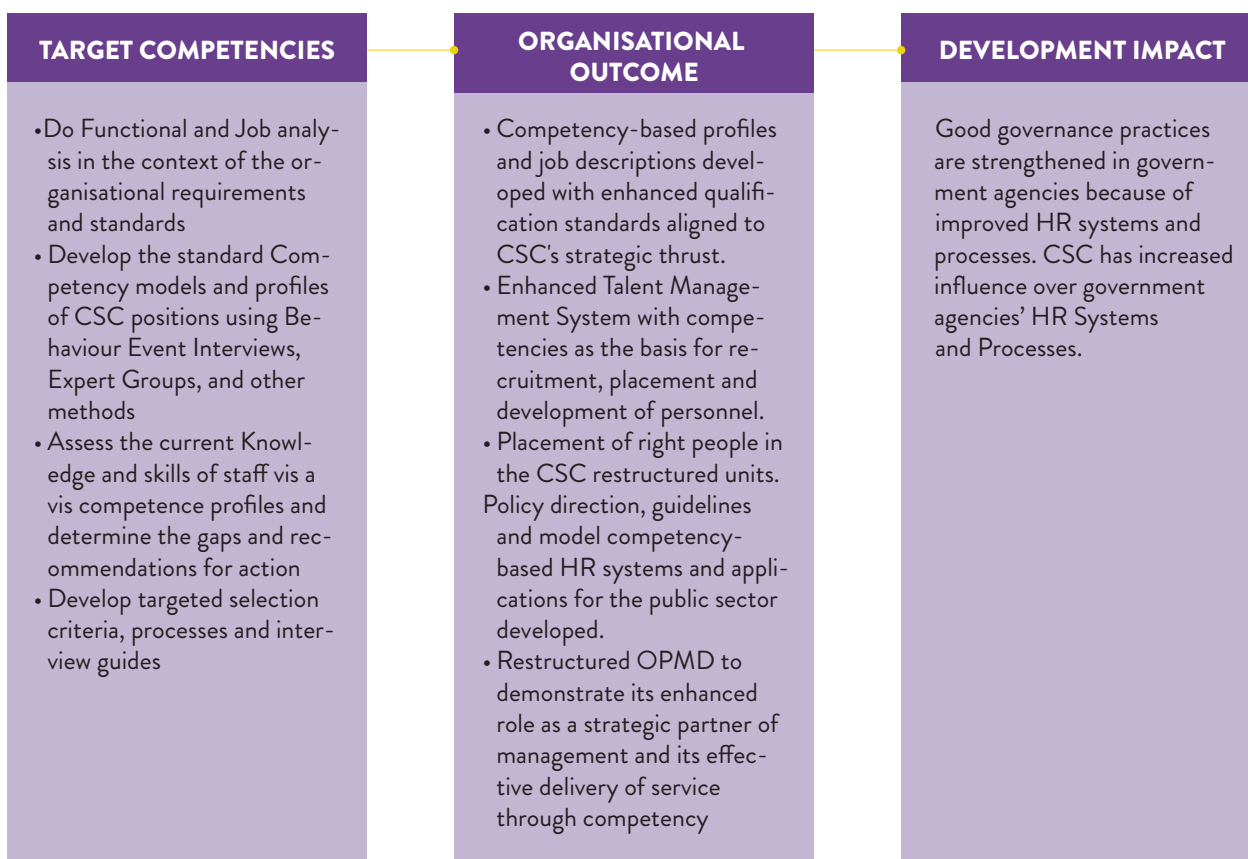 TARGET COMPETENCIES
•Do Functional and Job analy-
sis in the context of the or-
ganisational requirements
and standards
• Develop the standard Com-
petency models and profiles
of CSC positions using Be-
haviour Event Interviews,
Expert Groups, and other
methods
• Assess the current Knowl-
edge and skills of staff vis a
vis competence profiles and
determine the gaps and rec-
ommendations for action
• Develop targeted selection
criteria, processes and inter-
view guides
ORGANISATIONAL
OUTCOME
• Competency-based profiles
and job descriptions devel-
oped with enhanced qualifi-
cation standards aligned to
CSC's strategic thrust.
• Enhanced Talent Manage-
ment System with compe-
tencies as the basis for re-
cruitment, placement and
development of personnel.
• Placement of right people in
the CSC restructured units.
Policy direction, guidelines
and model competency-
based HR systems and appli-
cations for the public sector
developed.
• Restructured OPMD to
demonstrate its enhanced
role as a strategic partner of
management and its effec-
tive delivery of service
through competency
DEVELOPMENT IMPACT
Good governance practices
are strengthened in govern-
ment agencies because of
improved HR systems and
processes. CSC has increased
influence over government
agencies’ HR Systems
and Processes.